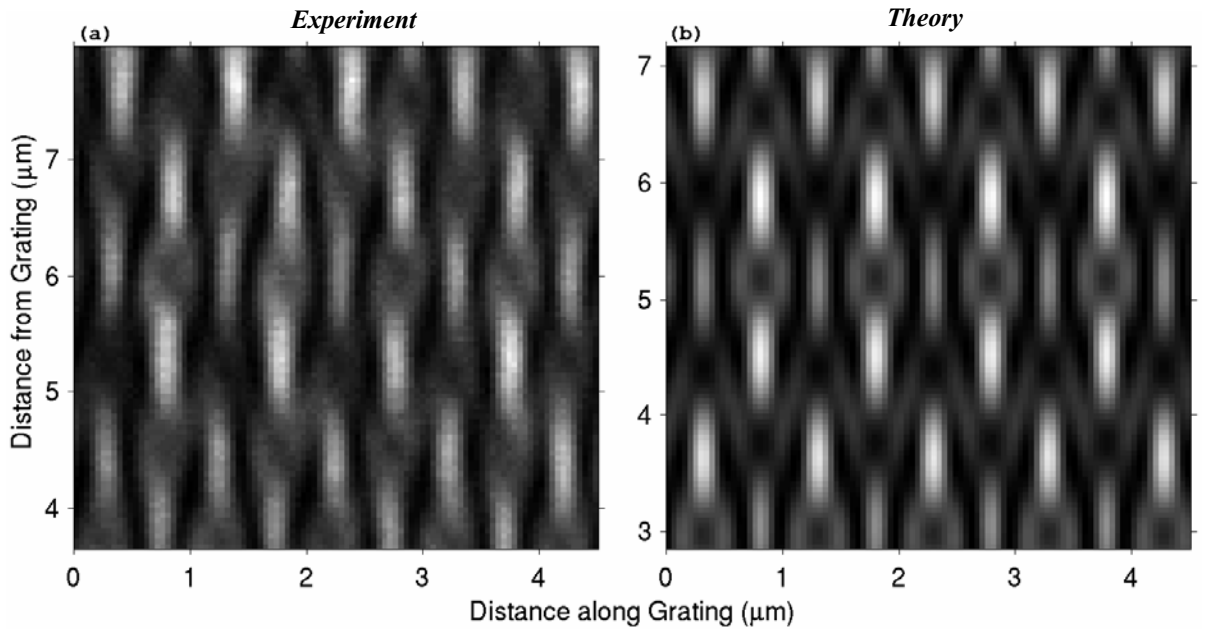 Experiment
Theory
(a)
(b)
Distance from Grating (μm)
7
6
5
4
7
6
5
4
3
0 1 2 3 4
0 1 2 3 4
Distance along Grating (μm)